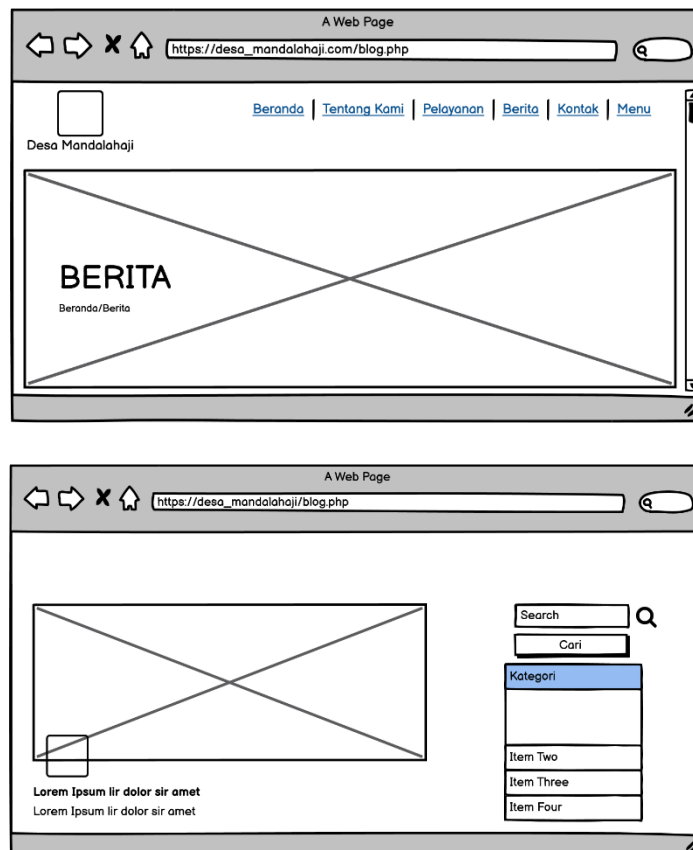 A Web Page
https://desa_mandalahaji.com/blog.php
Beranda | Tentang Kami | Pelayanan | Berita | Kontak | Menu
Desa Mandalahaji
BERITA
Beranda/Berita
A Web Page
https://desa_mandalahaji/blog.php
Search
Cari
Kategori
Item Two
Item Three
Item Four
Lorem Ipsum lir dolor sir amet
Lorem Ipsum lir dolor sir amet